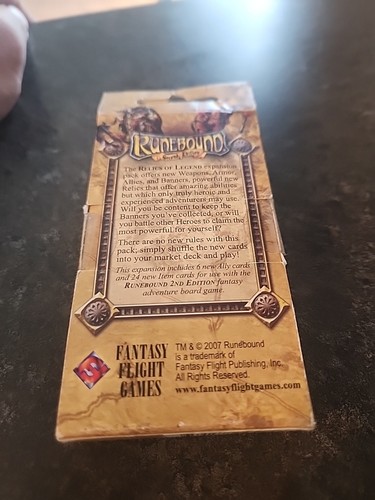 RUNEBOUND
The RELICS OF LEGEND expansion
pack offers new Weapons, Armor,
Allies, and Banners, powerful new
Relics that offer amazing abilities
but which only truly heroic and
experienced adventurers may use.
Will you be content to keep the
Banners you've collected, or will
you battle other Heroes to claim the
most powerful for yourself?
There are no new rules with this
pack, simply shuffle the new cards
into your market deck and play!
This expansion includes 6 new Ally cards
and 24 new Item cards for use with the
RUNEBOUND 2ND EDITION fantasy
adventure board game.
FANTASY
FLIGHT
GAMES
TM & © 2007 Runebound
is a trademark of
Fantasy Flight Publishing, Inc.
All Rights Reserved.
www.fantasyflightgames.com